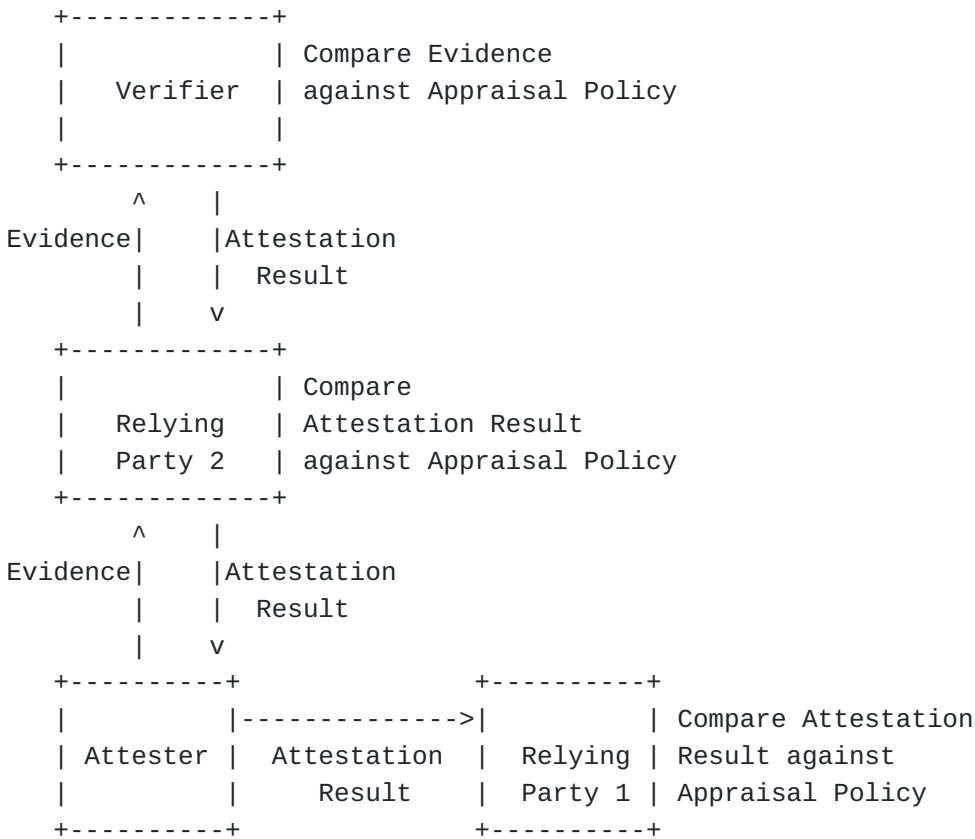 Compare Evidence
Verifier against Appraisal Policy
Evidence Attestation
Result
Compare
Relying Attestation Result
Party 2 against Appraisal Policy
Evidence Attestation
Result
Compare Attestation
Attester Attestation Relying Result against
Result Party 1 Appraisal Policy